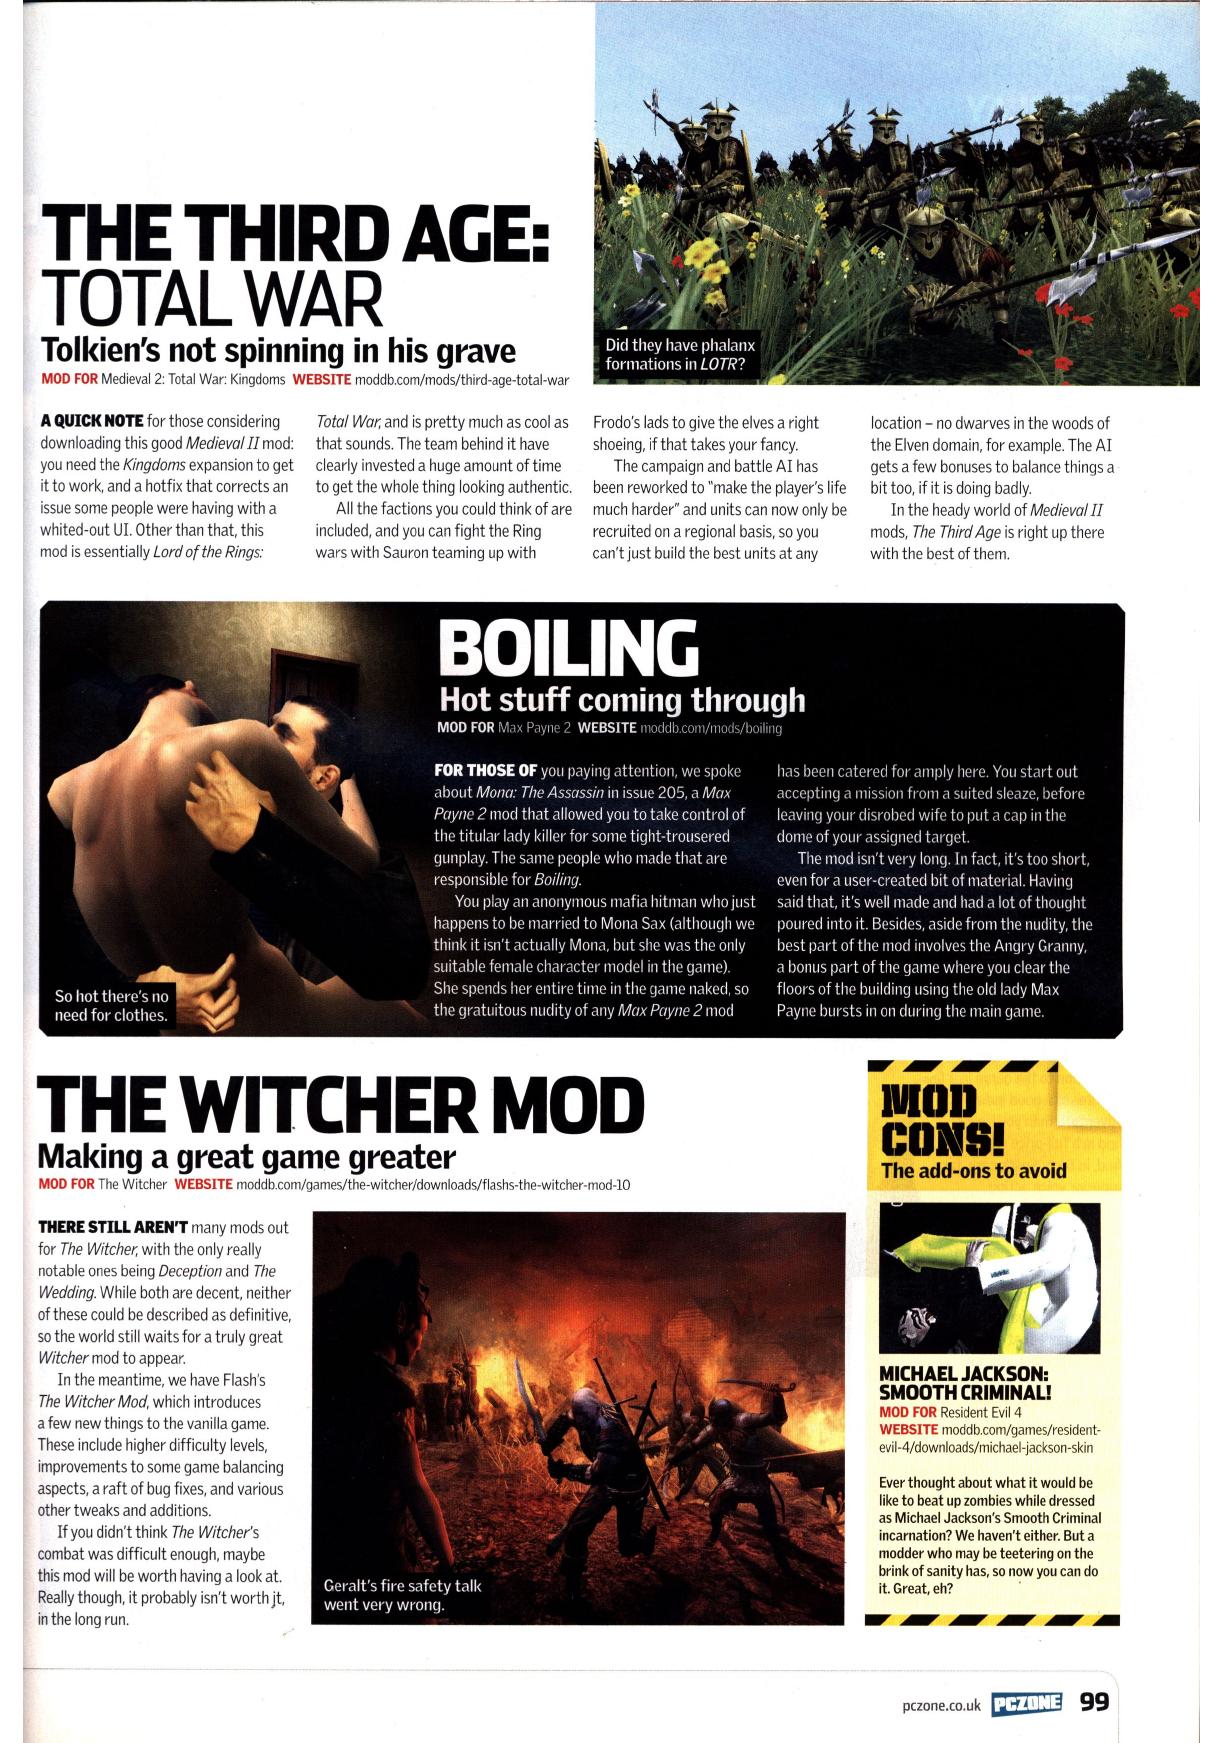 THE THIRD AGE:
TOTAL WAR
Tolkien's not spinning in his grave
MOD FOR Medieval 2: Total War: Kingdoms WEBSITE moddb.com/mods/third-age-total-war
Did they have phalanx
formations in LOTR?
A QUICK NOTE for those considering
downloading this good Medieval II mod:
you need the Kingdoms expansion to get
it to work, and a hotfix that corrects an
issue some people were having with a
whited-out UI. Other than that, this
mod is essentially Lord of the Rings:
Total War, and is pretty much as cool as
that sounds. The team behind it have
clearly invested a huge amount of time
to get the whole thing looking authentic.
All the factions you could think of are
included, and you can fight the Ring
wars with Sauron teaming up with
Frodo's lads to give the elves a right
shoeing, if that takes your fancy.
The campaign and battle AI has
been reworked to "make the player's life
much harder" and units can now only be
recruited on a regional basis, so you
can't just build the best units at any
location – no dwarves in the woods of
the Elven domain, for example. The AI
gets a few bonuses to balance things a
bit too, if it is doing badly.
In the heady world of Medieval II
mods, The Third Age is right up there
with the best of them.
BOILING
Hot stuff coming through
MOD FOR Max Payne 2 WEBSITE moddb.com/mods/boiling
So hot there's no
need for clothes.
FOR THOSE OF you paying attention, we spoke
about Mona: The Assassin in issue 205, a Max
Payne 2 mod that allowed you to take control of
the titular lady killer for some tight-trousered
gunplay. The same people who made that are
responsible for Boiling.
You play an anonymous mafia hitman who just
happens to be married to Mona Sax (although we
think it isn't actually Mona, but she was the only
suitable female character model in the game).
She spends her entire time in the game naked, so
the gratuitous nudity of any Max Payne 2 mod
has been catered for amply here. You start out
accepting a mission from a suited sleaze, before
leaving your disrobed wife to put a cap in the
dome of your assigned target.
The mod isn't very long. In fact, it's too short,
even for a user-created bit of material. Having
said that, it's well made and had a lot of thought
poured into it. Besides, aside from the nudity, the
best part of the mod involves the Angry Granny,
a bonus part of the game where you clear the
floors of the building using the old lady Max
Payne bursts in on during the main game.
THE WITCHER MOD
Making a great game greater
MOD FOR The Witcher WEBSITE moddb.com/games/the-witcher/downloads/flashs-the-witcher-mod-10
THERE STILL AREN'T many mods out
for The Witcher, with the only really
notable ones being Deception and The
Wedding. While both are decent, neither
of these could be described as definitive,
so the world still waits for a truly great
Witcher mod to appear.
In the meantime, we have Flash's
The Witcher Mod, which introduces
a few new things to the vanilla game.
These include higher difficulty levels,
improvements to some game balancing
aspects, a raft of bug fixes, and various
other tweaks and additions.
If you didn't think The Witcher's
combat was difficult enough, maybe
this mod will be worth having a look at.
Really though, it probably isn't worth it,
in the long run.
Geralt's fire safety talk
went very wrong.
MOD
CONS!
The add-ons to avoid
MICHAEL JACKSON:
SMOOTH CRIMINAL!
MOD FOR Resident Evil 4
WEBSITE moddb.com/games/resident-
evil-4/downloads/michael-jackson-skin
Ever thought about what it would be
like to beat up zombies while dressed
as Michael Jackson's Smooth Criminal
incarnation? We haven't either. But a
modder who may be teetering on the
brink of sanity has, so now you can do
it. Great, eh?
pczone.co.uk PCZONE 99